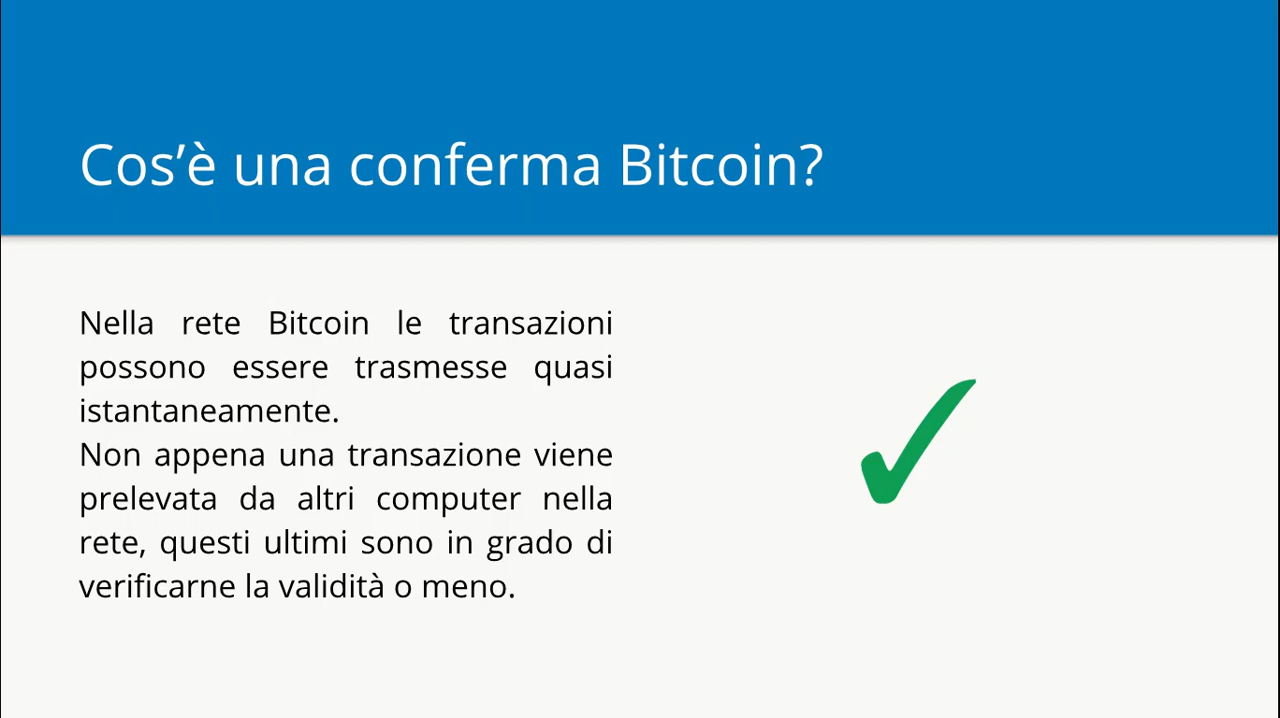 Cos’è una conferma Bitcoin?
Nella rete Bitcoin le transazioni
possono essere trasmesse quasi
istantaneamente.
Non appena una transazione viene
prelevata da altri computer nella
rete, questi ultimi sono in grado di
verificarne la validità o meno.